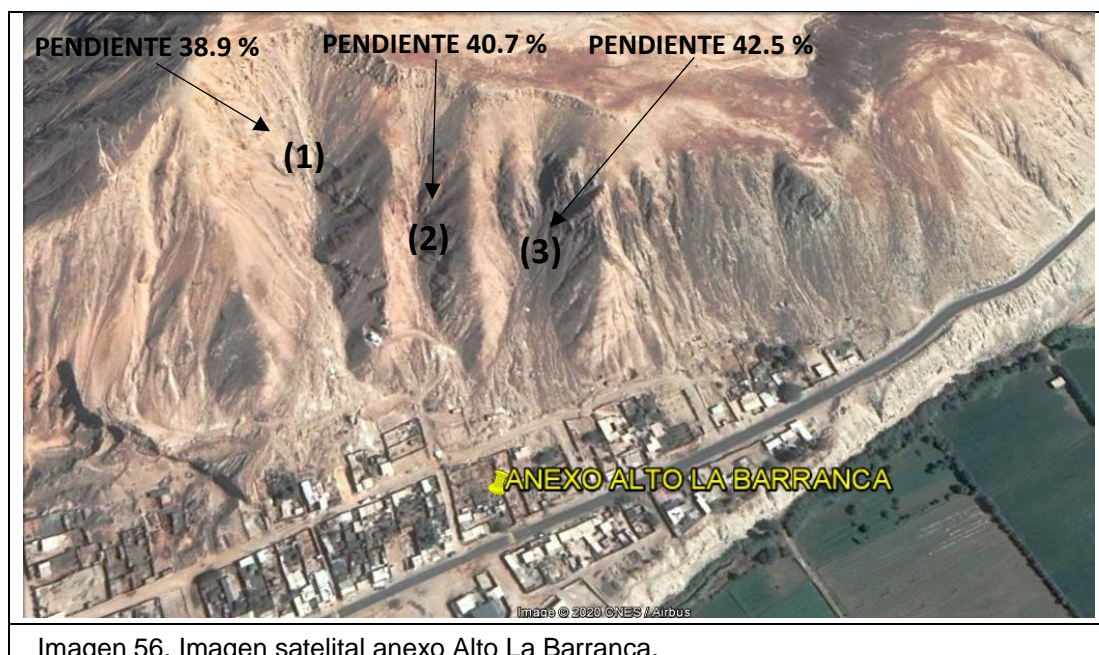 PENDIENTE 38.9 % PENDIENTE 40.7 % PENDIENTE 42.5 %
(1)
(2)
(3)
ANEXO ALTO LA BARRANCA
Image © 2020 CNES / Airbus
Imagen 56. Imagen satelital anexo Alto La Barranca.